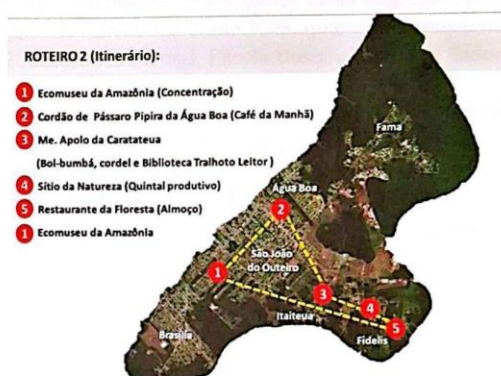 ROTEIRO 2 (Itinerário):
1 Ecomuseu da Amazônia (Concentração)
2 Cordão de Pássaro Pipira da Água Boa (Café da Manhã)
3 Me. Apolo da Caratateua
(Boi-bumbá, cordel e Biblioteca Tralhoto Leitor )
4 Sítio da Natureza (Quintal produtivo)
5 Restaurante da Floresta (Almoço)
1 Ecomuseu da Amazônia
Fama
Água Boa
2
São João
do Outeiro
1
3
4
Itaiteua
5
Brasília
Fidelis